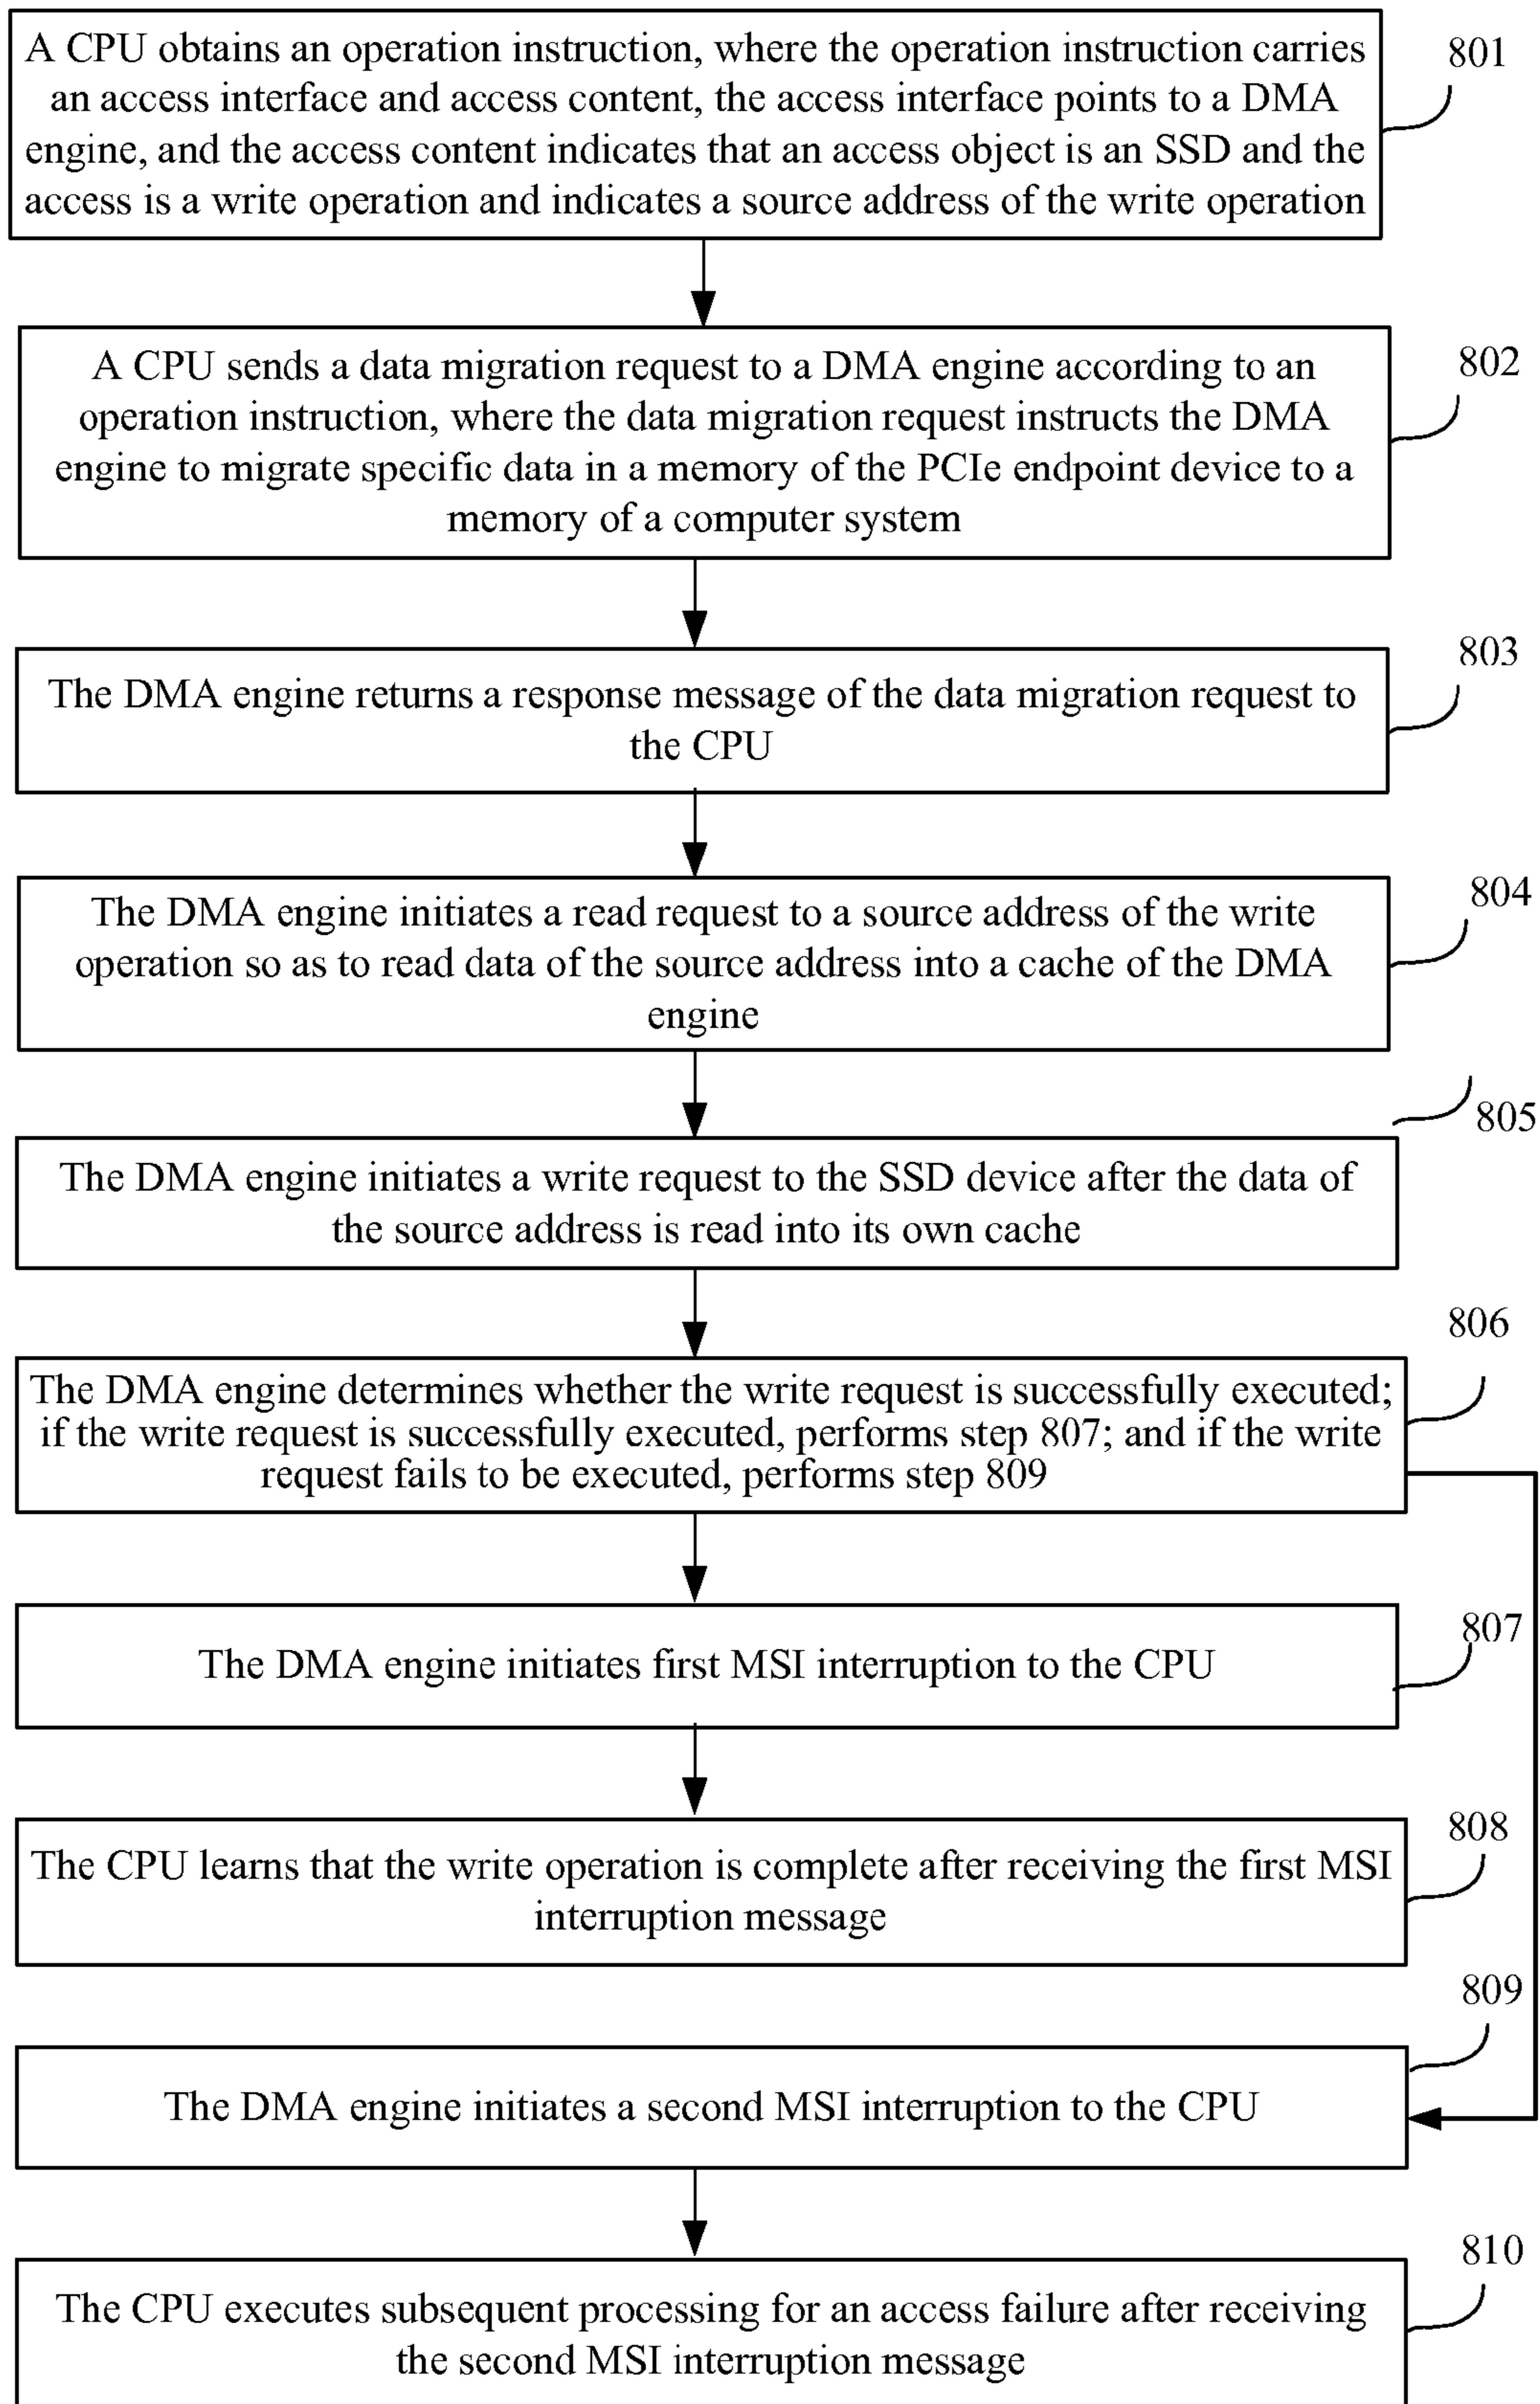 A CPU obtains an operation instruction, where the operation instruction carries
an access interface and access content, the access interface points to a DMA
engine, and the access content indicates that an access object is an SSD and the
access is a write operation and indicates a source address of the write operation
801
A CPU sends a data migration request to a DMA engine according to an
operation instruction, where the data migration request instructs the DMA
engine to migrate specific data in a memory of the PCIe endpoint device to a
memory of a computer system
802
The DMA engine returns a response message of the data migration request to
the CPU
803
The DMA engine initiates a read request to a source address of the write
operation so as to read data of the source address into a cache of the DMA
engine
804
The DMA engine initiates a write request to the SSD device after the data of
the source address is read into its own cache
805
The DMA engine determines whether the write request is successfully executed;
if the write request is successfully executed, performs step 807; and if the write
request fails to be executed, performs step 809
806
The DMA engine initiates first MSI interruption to the CPU
807
The CPU learns that the write operation is complete after receiving the first MSI
interruption message
808
The DMA engine initiates a second MSI interruption to the CPU
809
The CPU executes subsequent processing for an access failure after receiving
the second MSI interruption message
810